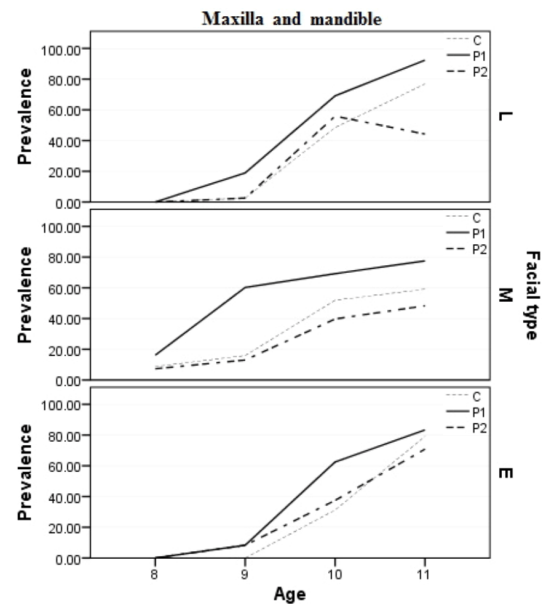 Maxilla and mandible
C
P1
P2
100.00
80.00
60.00
40.00
20.00
0.00
Prevalence
L
C
P1
P2
100.00
80.00
60.00
40.00
20.00
0.00
Prevalence
M
Facial type
C
P1
P2
100.00
80.00
60.00
40.00
20.00
0.00
Prevalence
E
8
9
10
11
Age